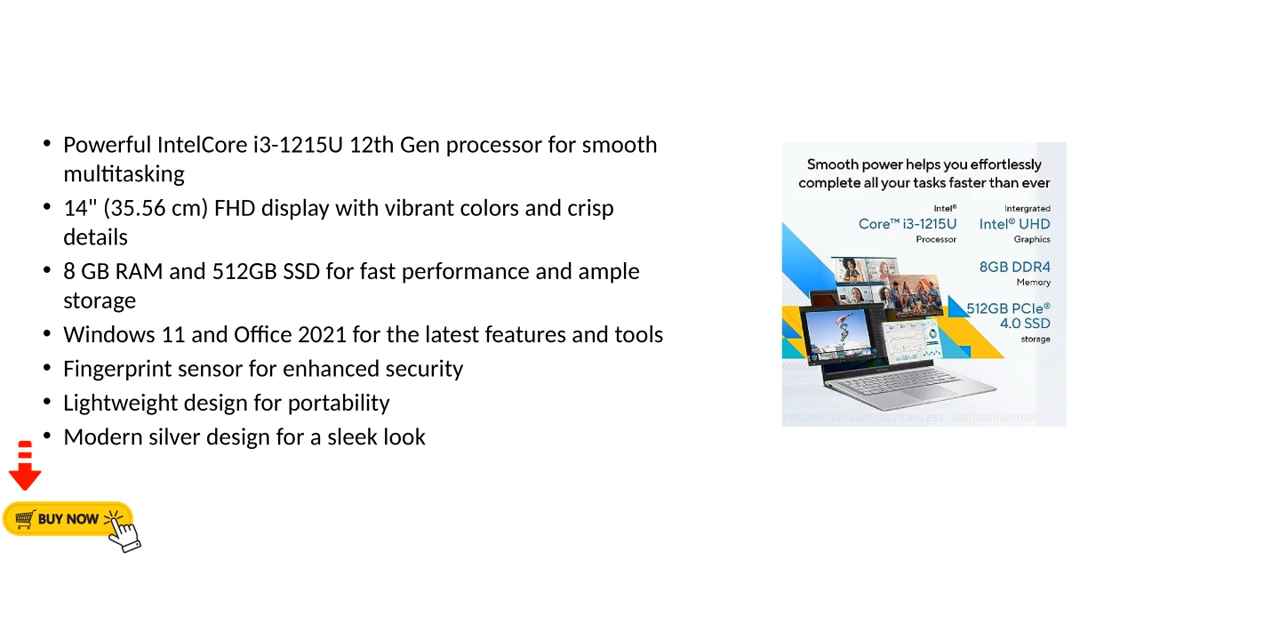 • Powerful IntelCore i3-1215U 12th Gen processor for smooth
multitasking
• 14" (35.56 cm) FHD display with vibrant colors and crisp
details
• 8 GB RAM and 512GB SSD for fast performance and ample
storage
• Windows 11 and Office 2021 for the latest features and tools
• Fingerprint sensor for enhanced security
• Lightweight design for portability
• Modern silver design for a sleek look
BUY NOW
Smooth power helps you effortlessly
complete all your tasks faster than ever
Intel®
Core™ i3-1215U
Processor
Intergrated
Intel® UHD
Graphics
8GB DDR4
Memory
512GB PCIe®
4.0 SSD
storage